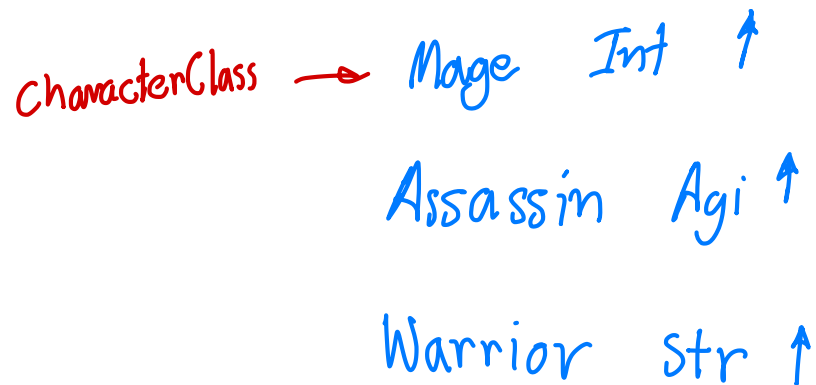 CharacterClass → Mage Int ↑
Assassin Agi ↑
Warrior Str ↑